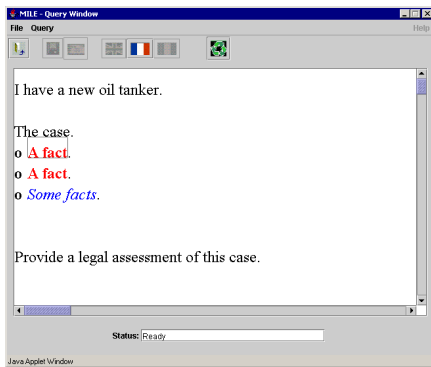 MILE - Query Window
File Query Help
I have a new oil tanker.
The case.
o A fact.
o A fact.
o Some facts.
Provide a legal assessment of this case.
Status: Ready
Java Applet Window